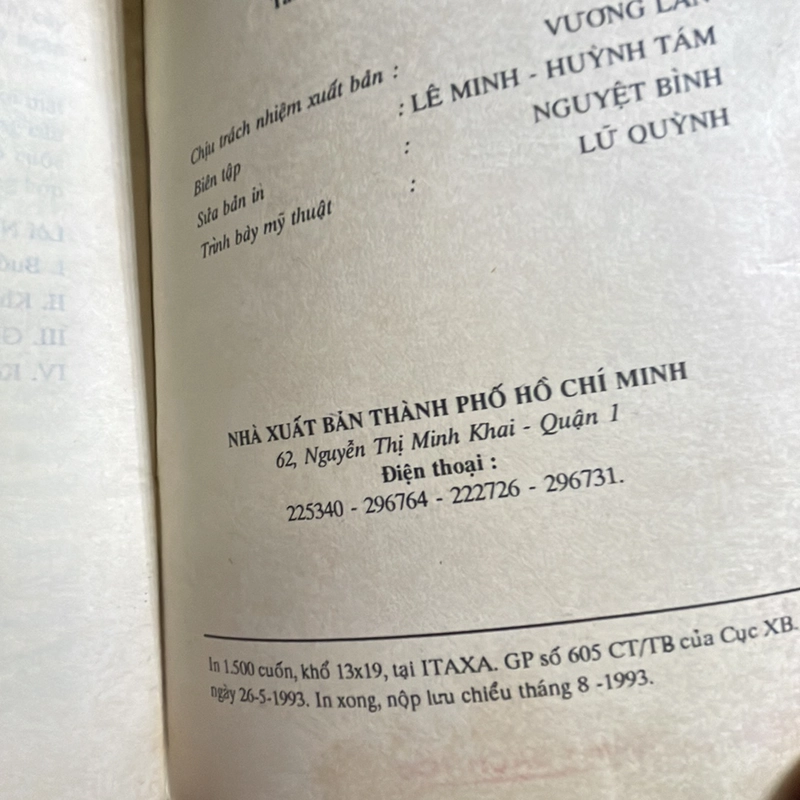 Chịu trách nhiệm xuất bản : VƯƠNG
Biên tập : LÊ MINH - HUỲNH TÁM
Sửa bản in : NGUYỆT BÌNH
Trình bày mỹ thuật : LỮ QUỲNH
NHÀ XUẤT BẢN THÀNH PHỐ HỒ CHÍ MINH
62, Nguyễn Thị Minh Khai - Quận 1
Điện thoại :
225340 - 296764 - 222726 - 296731.
In 1.500 cuốn, khổ 13x19, tại ITAXA. GP số 605 CT/TB của Cục XB.
ngày 26-5-1993. In xong, nộp lưu chiểu tháng 8 -1993.